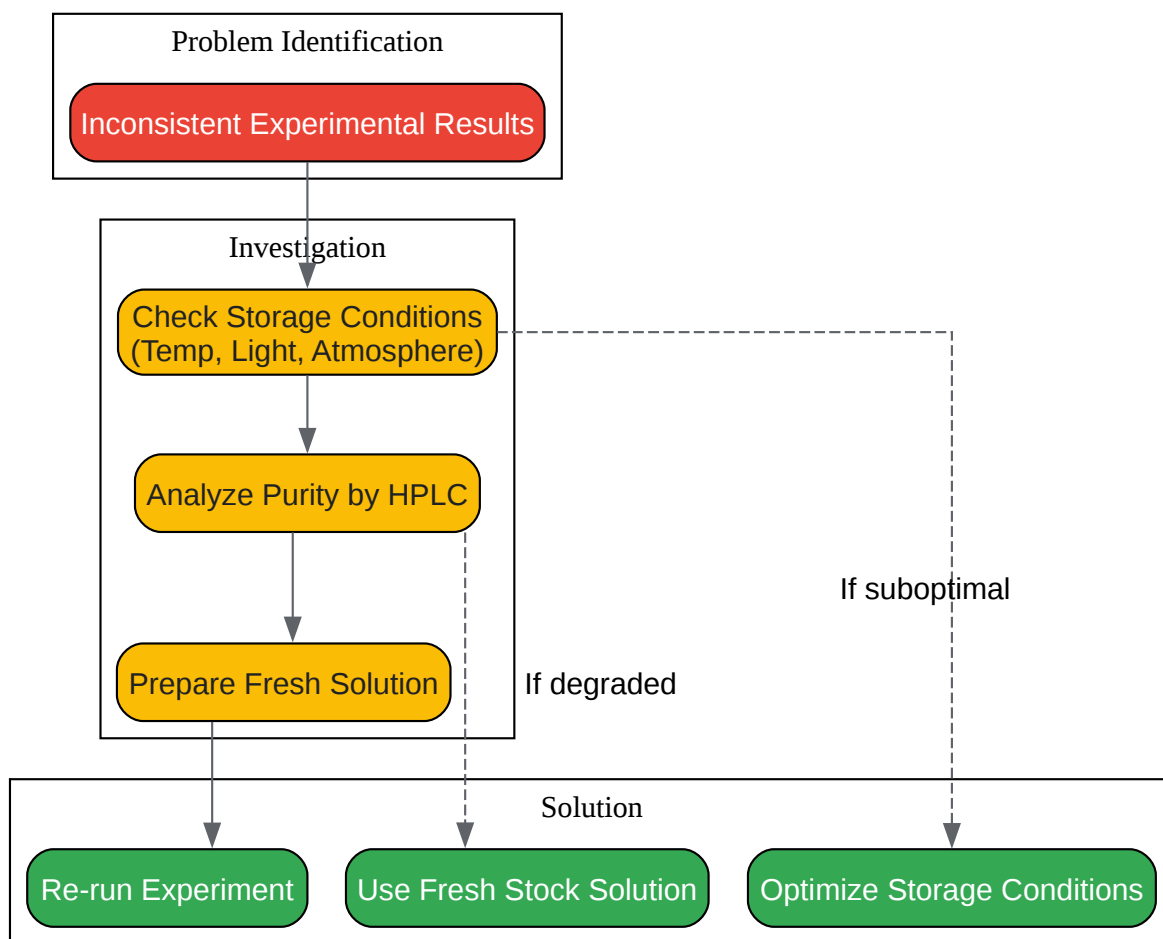 Problem Identification
Inconsistent Experimental Results
Investigation
Check Storage Conditions
(Temp, Light, Atmosphere)
Analyze Purity by HPLC
If suboptimal
Prepare Fresh Solution
If degraded
Solution
Re-run Experiment
Use Fresh Stock Solution
Optimize Storage Conditions